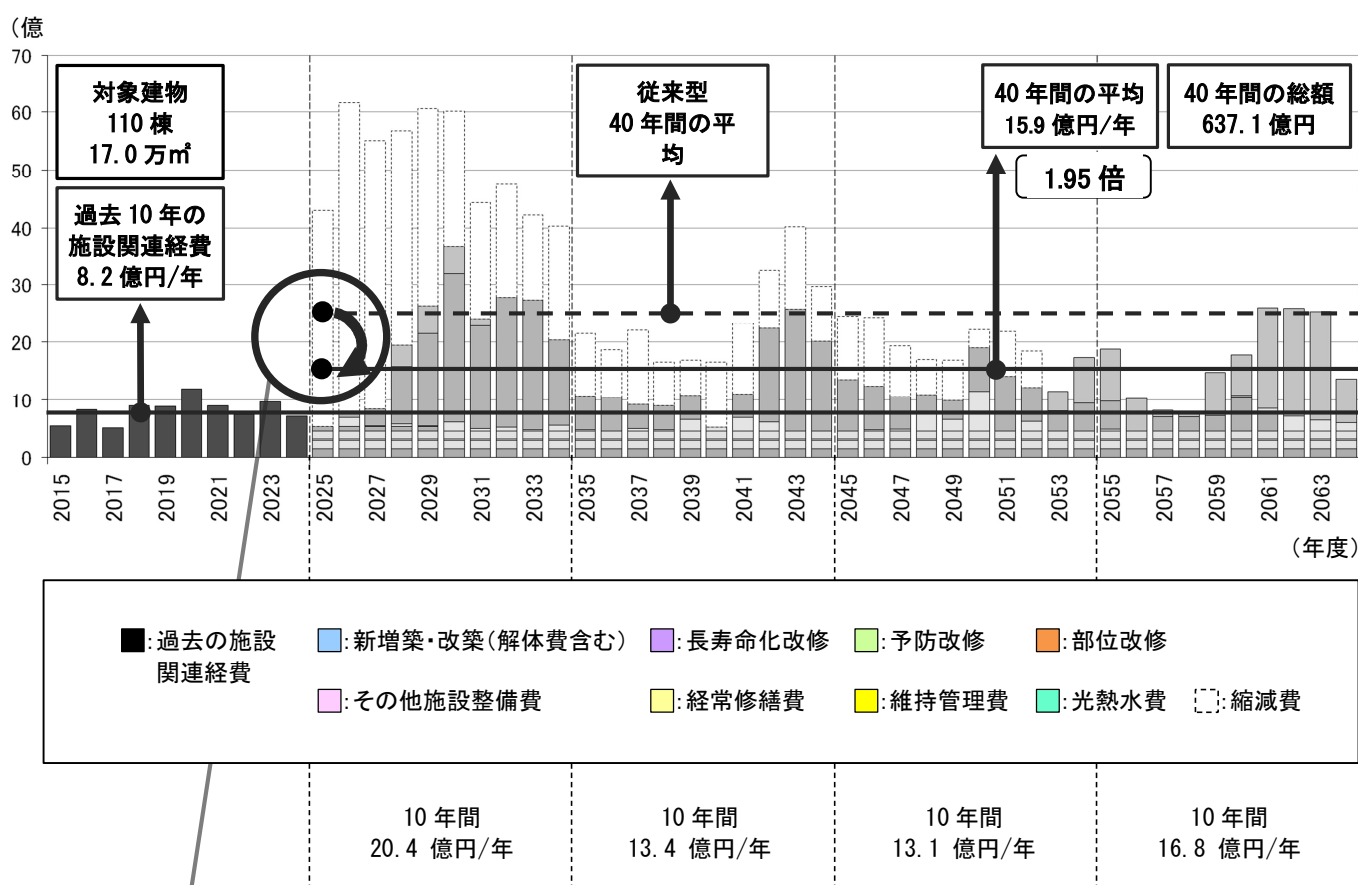 (億
70
60
50
40
30
20
10
0
対象建物
110 棟
17.0 万㎡
過去 10 年の
施設関連経費
8.2 億円/年
従来型
40 年間の平
均
40 年間の平均
15.9 億円/年
1.95 倍
40 年間の総額
637.1 億円
2015
2017
2019
2021
2023
2025
2027
2029
2031
2033
2035
2037
2039
2041
2043
2045
2047
2049
2051
2053
2055
2057
2059
2061
2063
(年度)
:過去の施設
関連経費
:新増築・改築(解体費含む)
:長寿命化改修
:予防改修
:部位改修
:その他施設整備費
:経常修繕費
:維持管理費
:光熱水費
:縮減費
10 年間
20.4 億円/年
10 年間
13.4 億円/年
10 年間
13.1 億円/年
10 年間
16.8 億円/年